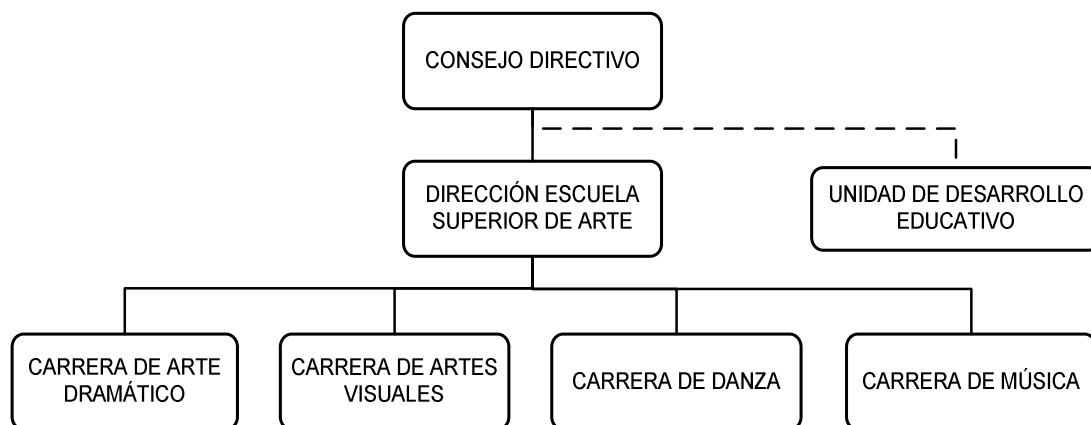 CONSEJO DIRECTIVO
DIRECCIÓN ESCUELA
SUPERIOR DE ARTE
UNIDAD DE DESARROLLO
EDUCATIVO
CARRERA DE ARTE
DRAMÁTICO
CARRERA DE ARTES
VISUALES
CARRERA DE DANZA
CARRERA DE MÚSICA